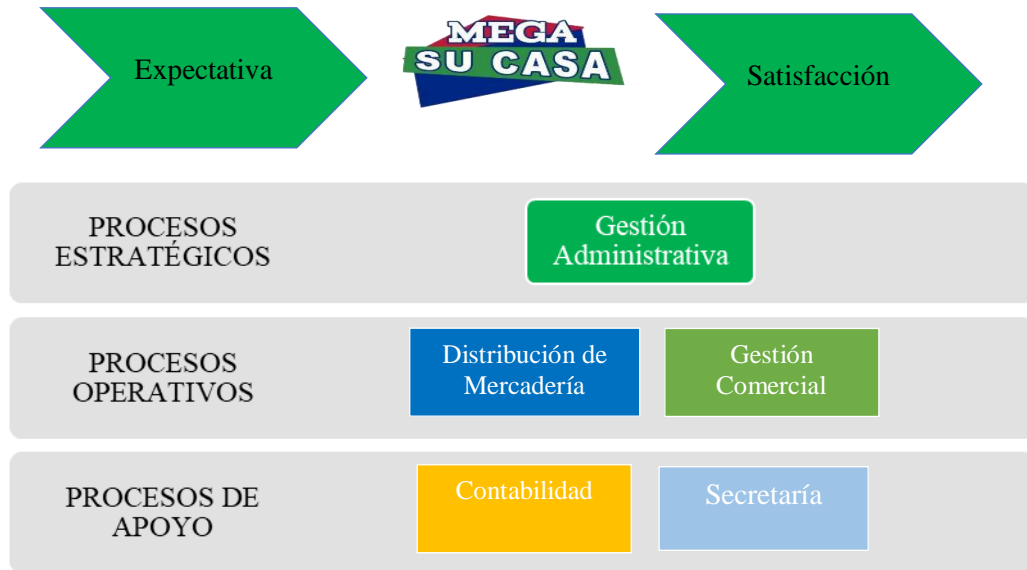 Expectativa
MEGA
SU CASA
Satisfacción
PROCESOS
ESTRATÉGICOS
Gestión
Administrativa
PROCESOS
OPERATIVOS
Distribución de
Mercadería
Gestión
Comercial
PROCESOS DE
APOYO
Contabilidad
Secretaría